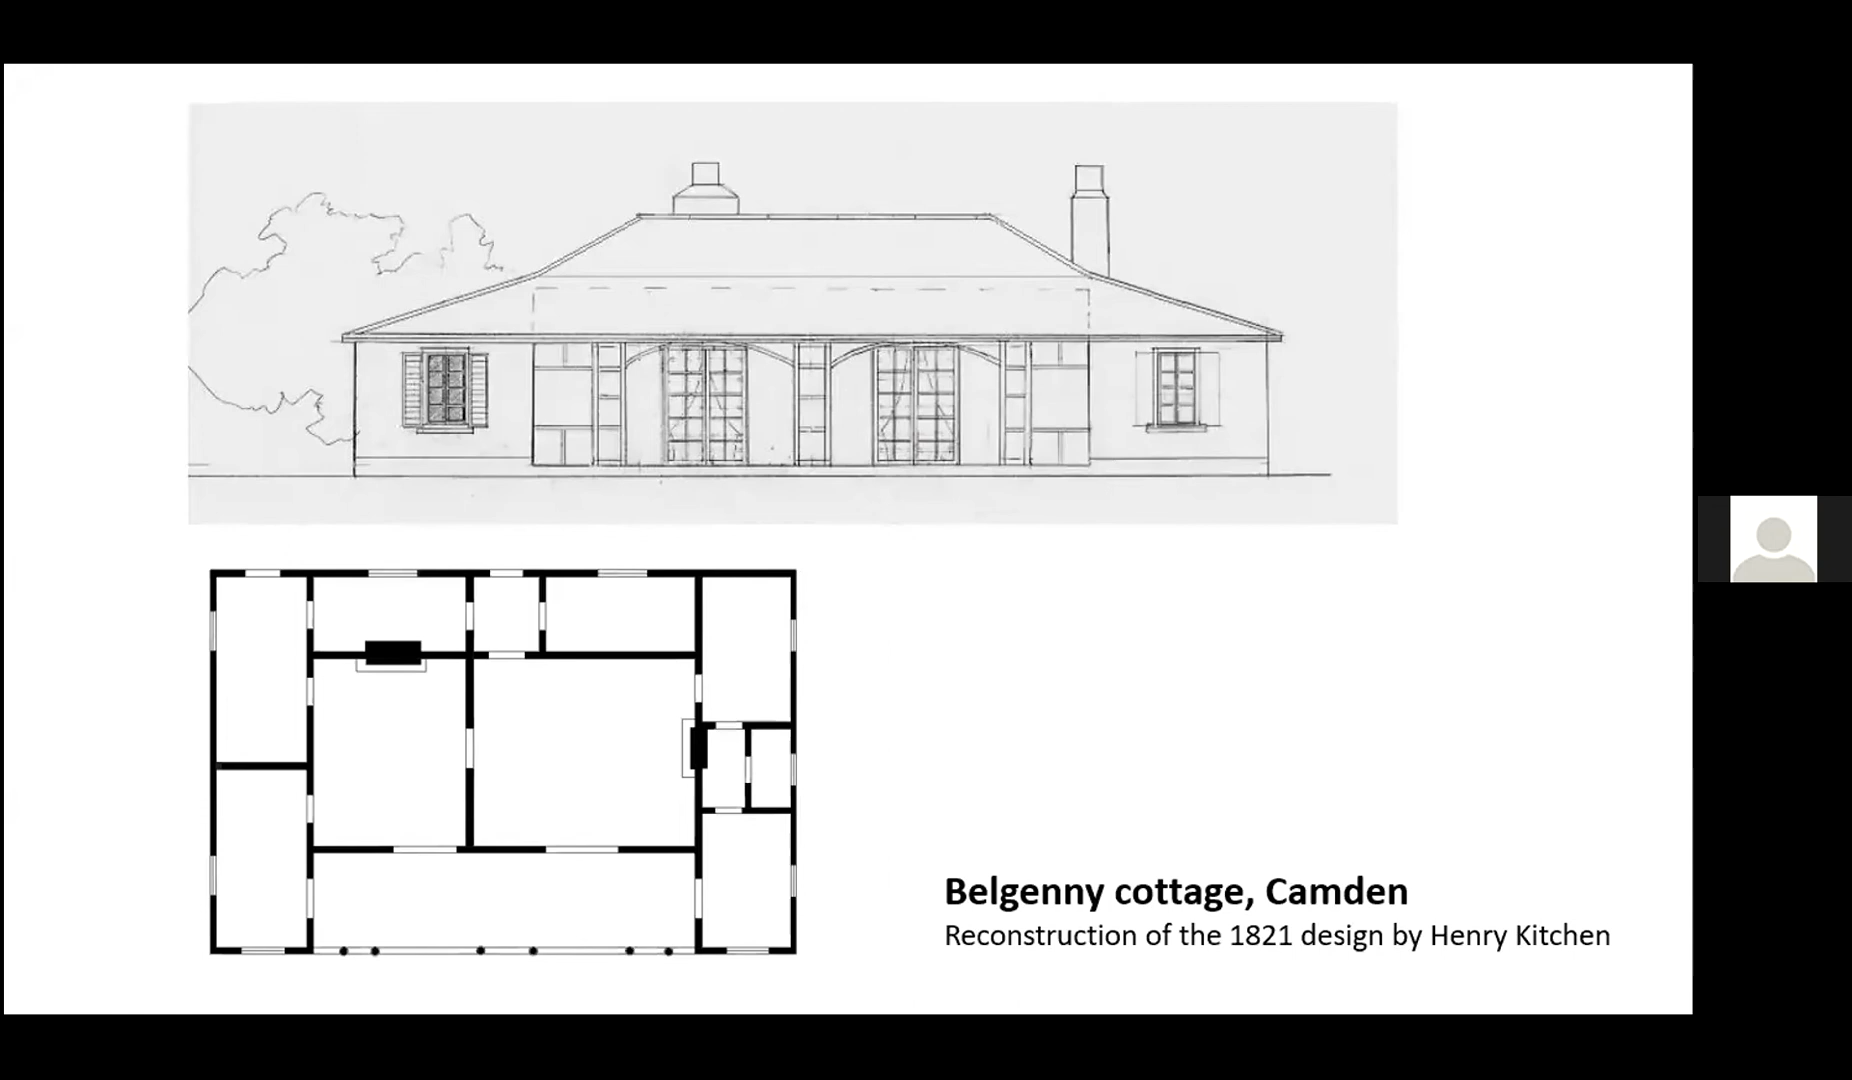 Belgenny cottage, Camden
Reconstruction of the 1821 design by Henry Kitchen